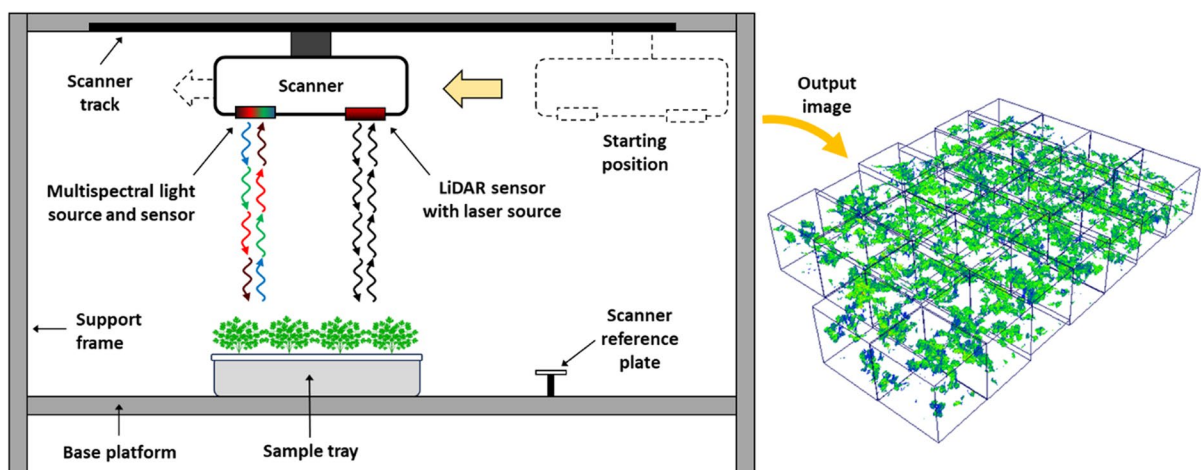 Scanner
track
Scanner
Output
image
Starting
position
Multispectral light
source and sensor
LiDAR sensor
with laser source
Support
frame
Scanner
reference
plate
Base platform
Sample tray